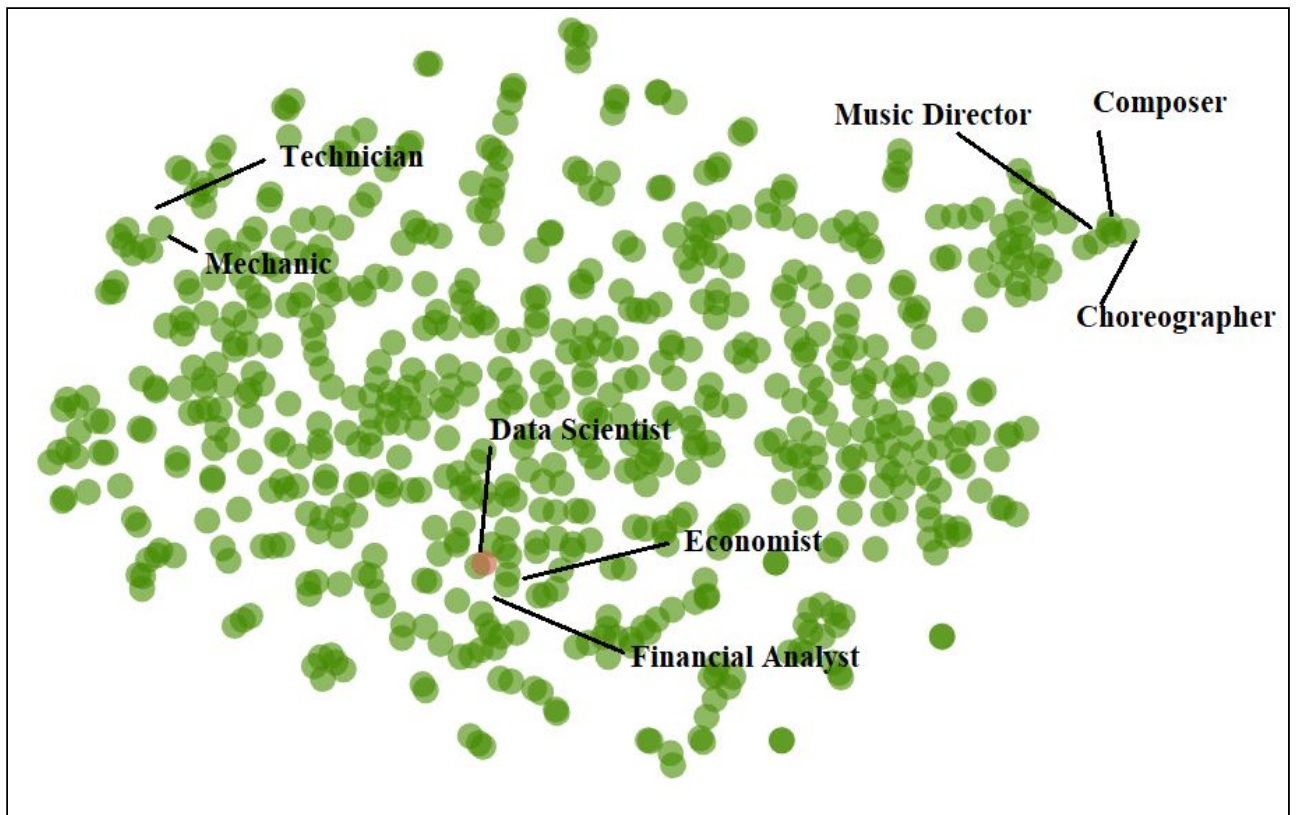 Composer
Music Director
Technician
Mechanic
Choreographer
Data Scientist
Economist
Financial Analyst